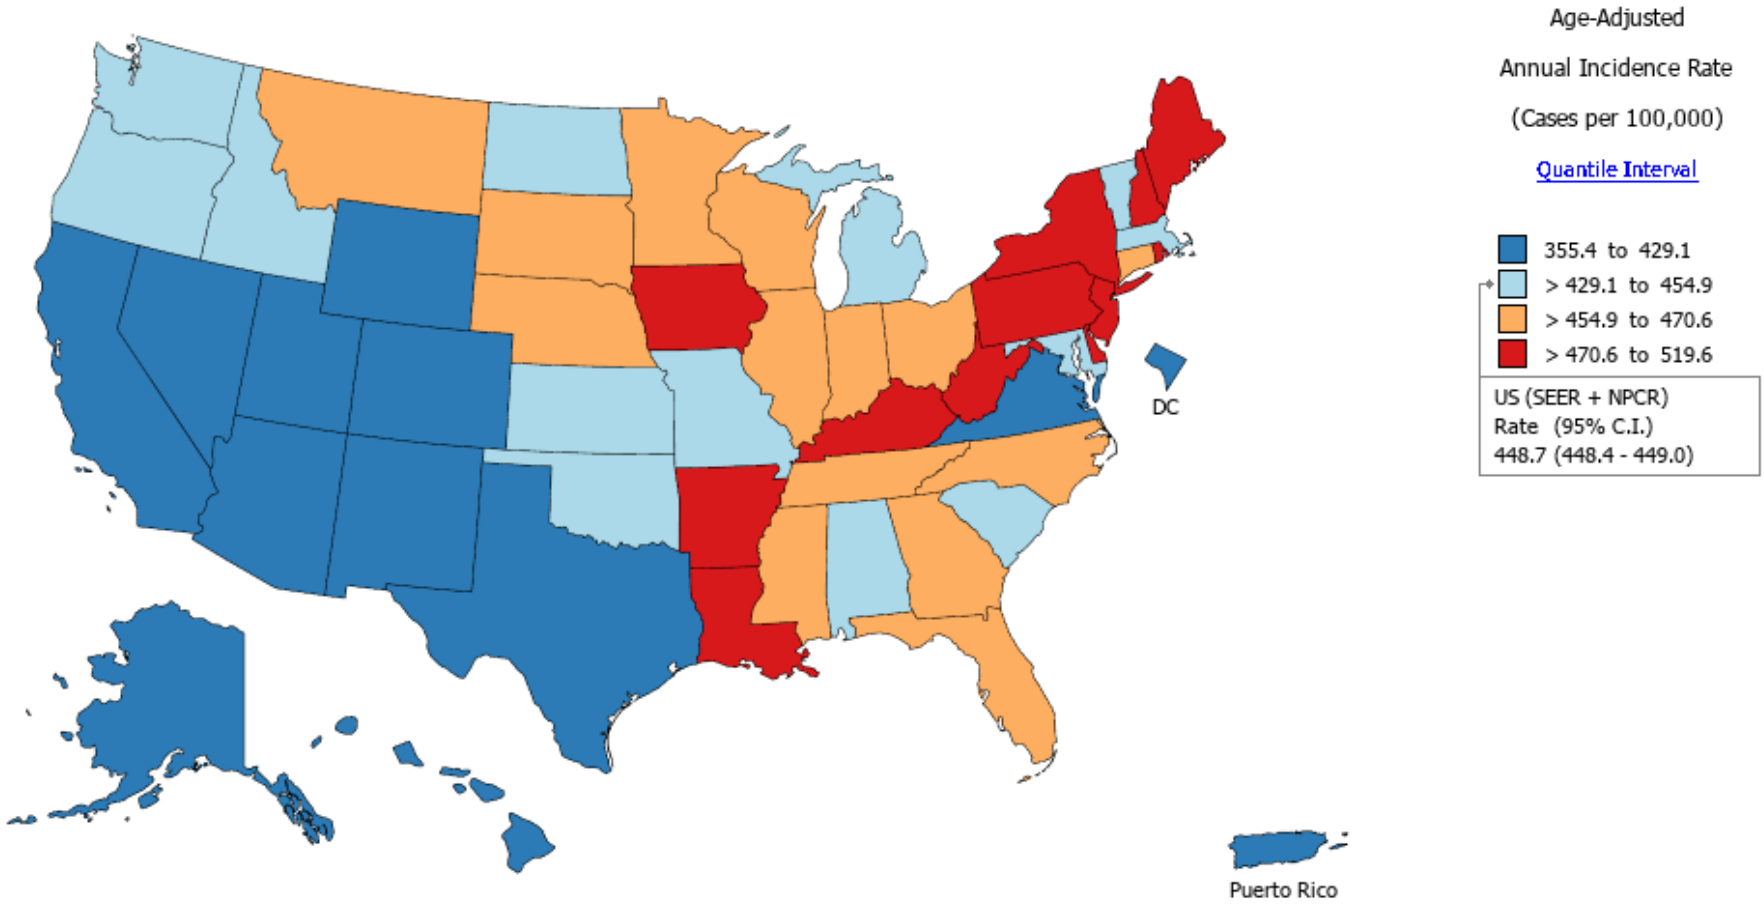 Age-Adjusted
Annual Incidence Rate
(Cases per 100,000)
Quantile Interval
355.4 to 429.1
> 429.1 to 454.9
> 454.9 to 470.6
> 470.6 to 519.6
US (SEER + NPCR)
Rate (95% C.I.)
448.7 (448.4 - 449.0)
DC
Puerto Rico